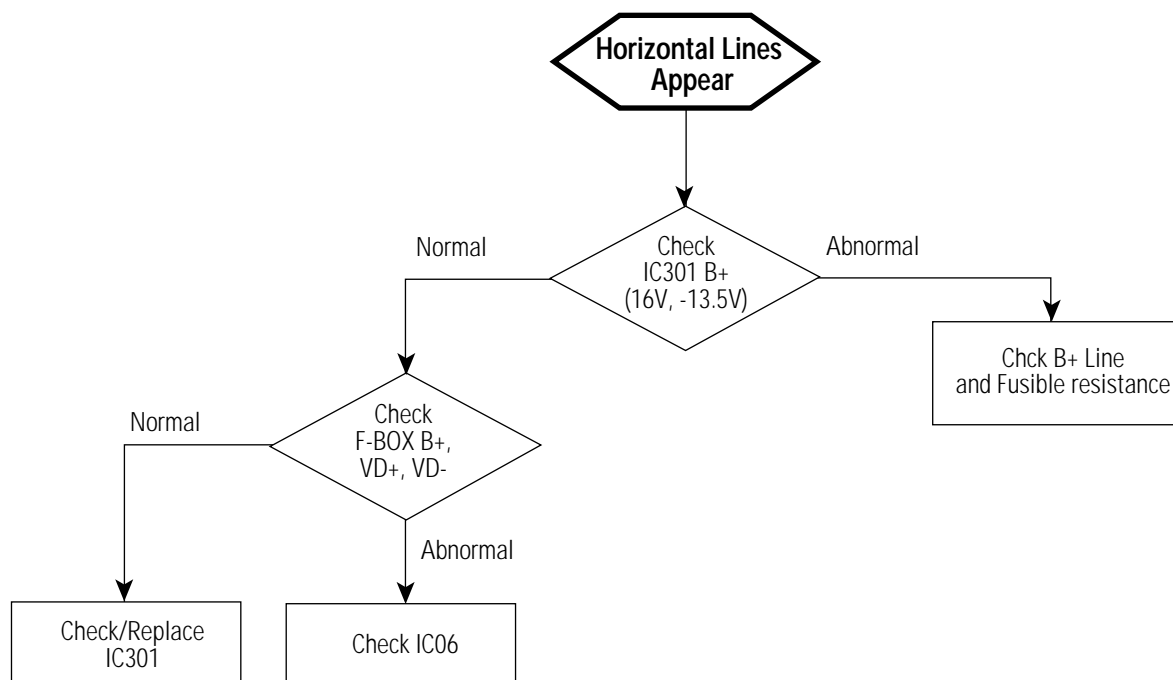 Horizontal Lines
Appear
Normal
Check
IC301 B+
(16V, -13.5V)
Abnormal
Chck B+ Line
and Fusible resistance
Normal
Check
F-BOX B+,
VD+, VD-
Abnormal
Check/Replace
IC301
Check IC06